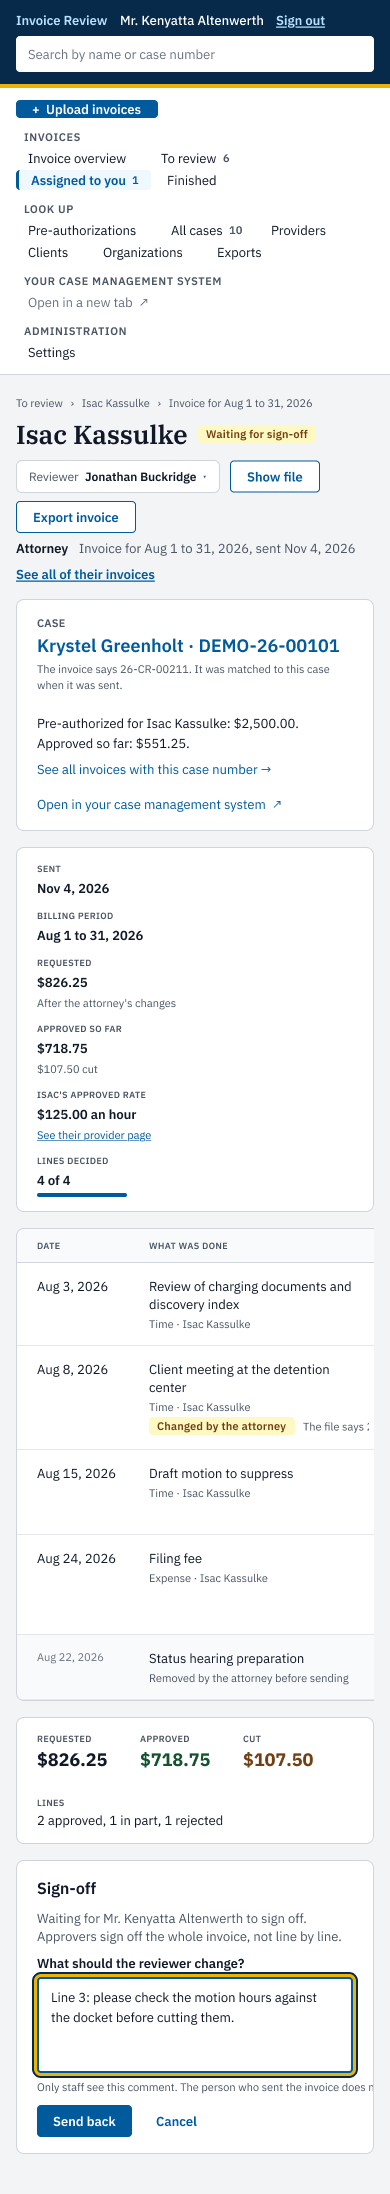 Invoice Review Mr. Kenyatta Altenwerth Sign out
Search by name or case number
+ Upload invoices
INVOICES
Invoice overview To review 6
Assigned to you 1 Finished
LOOK UP
Pre-authorizations All cases 10 Providers
Clients Organizations Exports
YOUR CASE MANAGEMENT SYSTEM
Open in a new tab ↗
ADMINISTRATION
Settings
To review › Isac Kassulke › Invoice for Aug 1 to 31, 2026
Isac Kassulke Waiting for sign-off
Reviewer Jonathan Buckridge · Show file
Export invoice
Attorney Invoice for Aug 1 to 31, 2026, sent Nov 4, 2026
See all of their invoices
CASE
Krystel Greenholt · DEMO-26-00101
The invoice says 26-CR-00211. It was matched to this case
when it was sent.
Pre-authorized for Isac Kassulke: $2,500.00.
Approved so far: $551.25.
See all invoices with this case number →
Open in your case management system ↗
SENT
Nov 4, 2026
BILLING PERIOD
Aug 1 to 31, 2026
REQUESTED
$826.25
After the attorney's changes
APPROVED SO FAR
$718.75
$107.50 cut
ISAC'S APPROVED RATE
$125.00 an hour
See their provider page
LINES DECIDED
4 of 4
DATE WHAT WAS DONE
Aug 3, 2026 Review of charging documents and
discovery index
Time · Isac Kassulke
Aug 8, 2026 Client meeting at the detention
center
Time · Isac Kassulke
Changed by the attorney The file says
Aug 15, 2026 Draft motion to suppress
Time · Isac Kassulke
Aug 24, 2026 Filing fee
Expense · Isac Kassulke
Aug 22, 2026 Status hearing preparation
Removed by the attorney before sending
REQUESTED APPROVED CUT
$826.25 $718.75 $107.50
LINES
2 approved, 1 in part, 1 rejected
Sign-off
Waiting for Mr. Kenyatta Altenwerth to sign off.
Approvers sign off the whole invoice, not line by line.
What should the reviewer change?
Line 3: please check the motion hours against
the docket before cutting them.
Only staff see this comment. The person who sent the invoice does
Send back Cancel